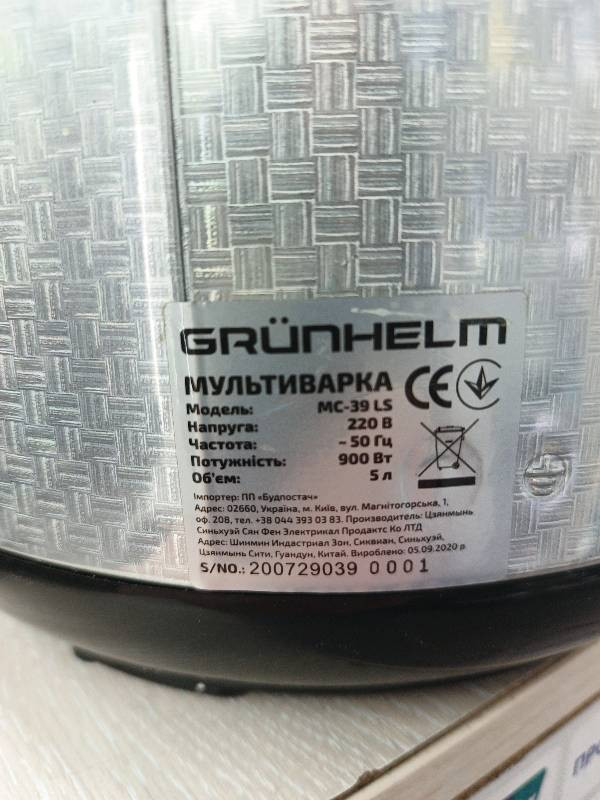 GRÜNHELM
МУЛЬТИВАРКА CE
Модель: MC-39 LS
Напруга: 220 В
Частота: ~ 50 Гц
Потужність: 900 Вт
Об'єм: 5 л
Імпортер: ПП «Будпостач»
Адрес: 02660, Україна, м. Київ, вул. Магнітогорська, 1,
оф. 208, тел. +38 044 393 03 83. Производитель: Цзянмынь
Синьхуэй Сян Фен Электрикал Продактс Ко ЛТД
Адрес: Шинмин Индастриал Зон, Сиквиан, Синьхуэй,
Цзянмынь Сити, Гуандун, Китай. Вироблено: 05.09.2020 р
S/NO.: 200729039 0001